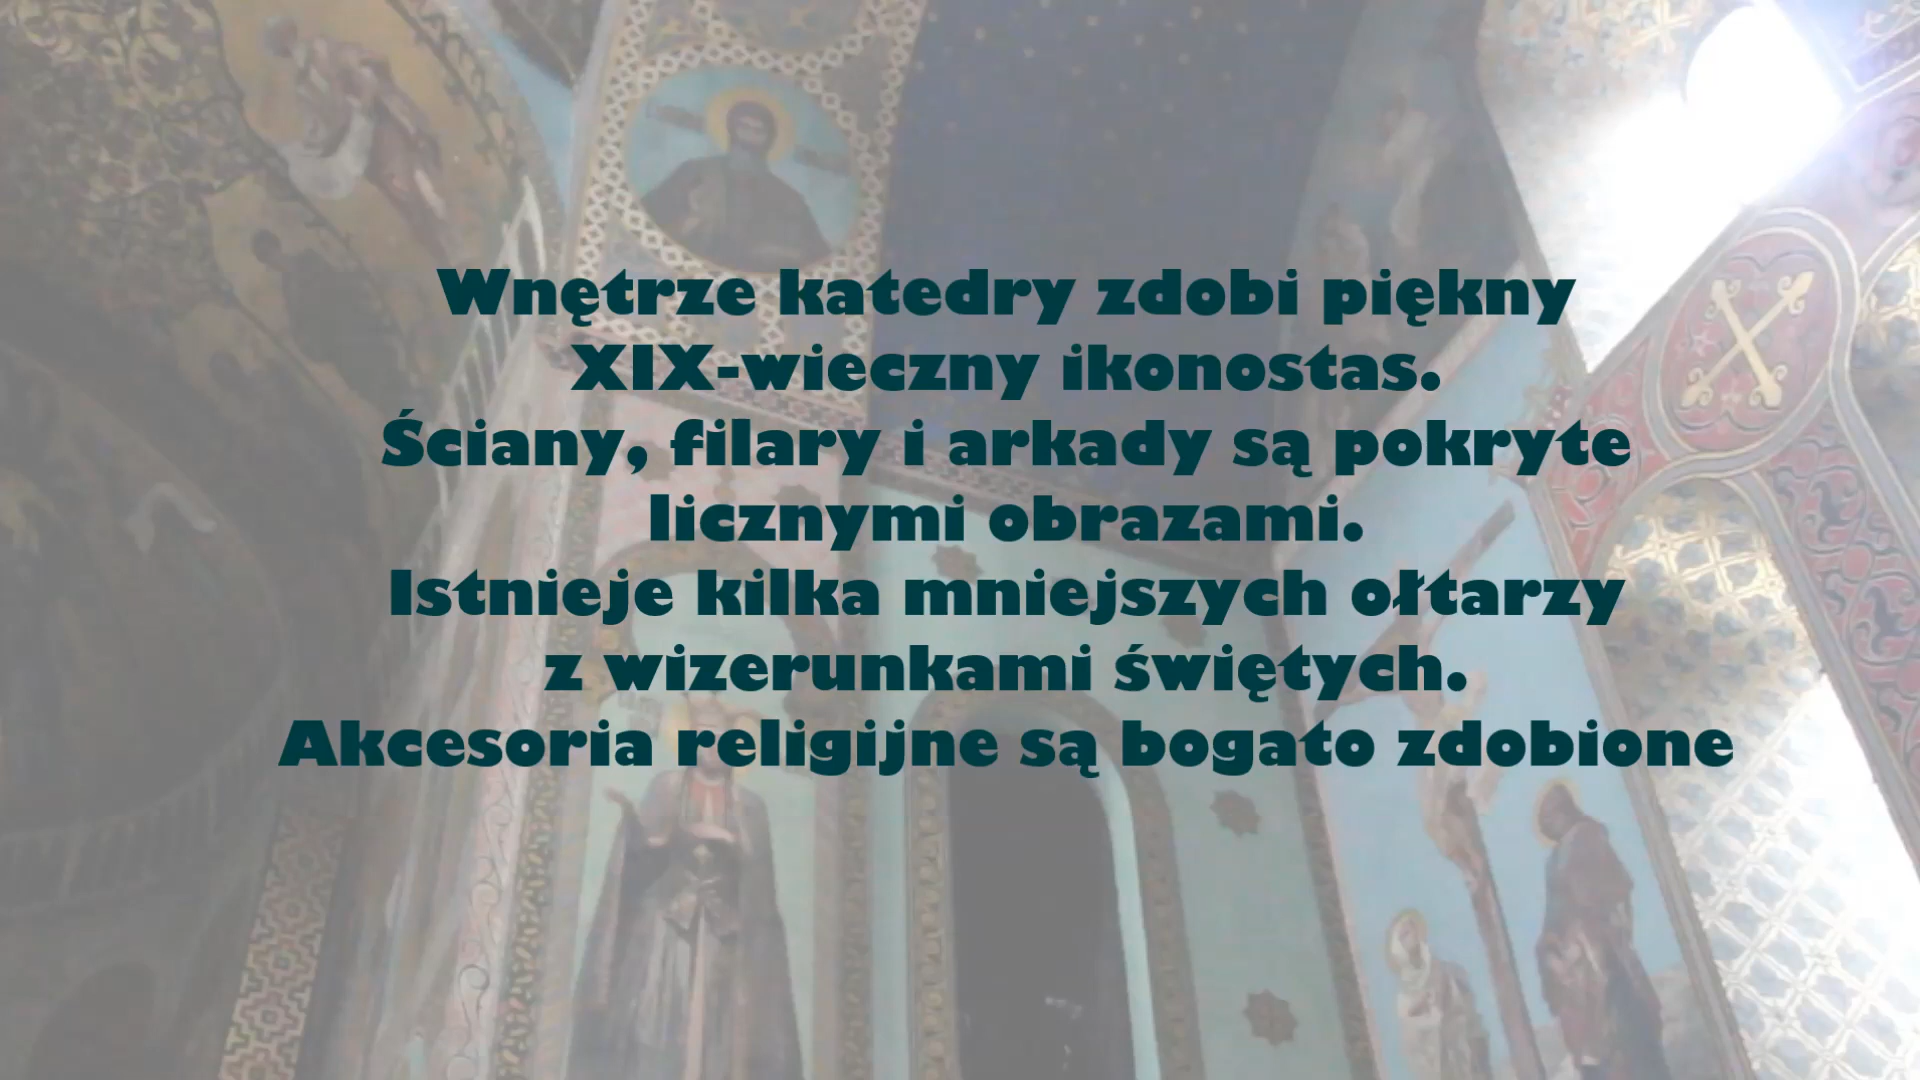 Wnętrze katedry zdobi piękny
XIX-wieczny ikonostas.
Ściany, filary i arkady są pokryte
licznymi obrazami.
Istnieje kilka mniejszych ołtarzy
z wizerunkami świętych.
Akcesoria religijne są bogato zdobione